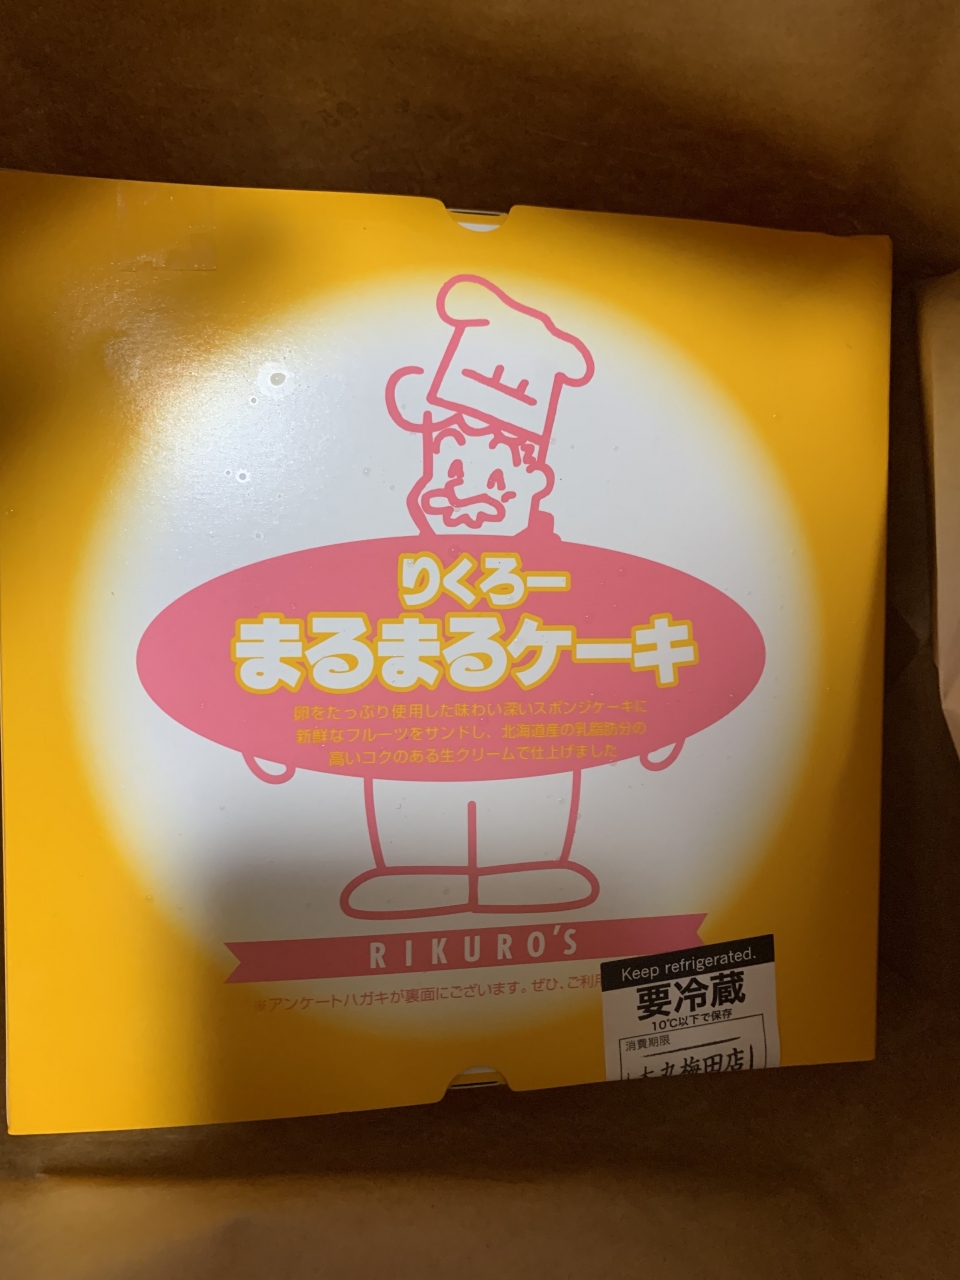 りくろー
まるまるケーキ
卵をたっぷり使用した味わい深いスポンジケーキに
新鮮なフルーツをサンドし、北海道産の乳脂肪分の
高いコクのある生クリームで仕上げました
RIKURO'S
※アンケートハガキが裏面にございます。ぜひ、ご利用
Keep refrigerated.
要冷蔵
10℃以下で保存
消費期限
大丸梅田店